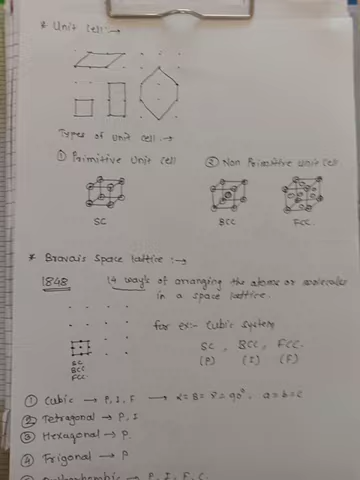 * Unit Cell :→
Types of Unit cell :→
① Primitive Unit Cell ② Non Primitive Unit Cell
SC BCC FCC.
* Bravais Space lattice :→
1848 14 ways of arranging the atoms or molecules
in a space lattice.
for ex:- Cubic system
SC, BCC, FCC.
(P) (I) (F)
SC
BCC
FCC.
① Cubic → P, I, F → α = β = γ = 90° , a = b = c
② Tetragonal → P, I
③ Hexagonal → P.
④ Trigonal → P
→ P, I, F, C.